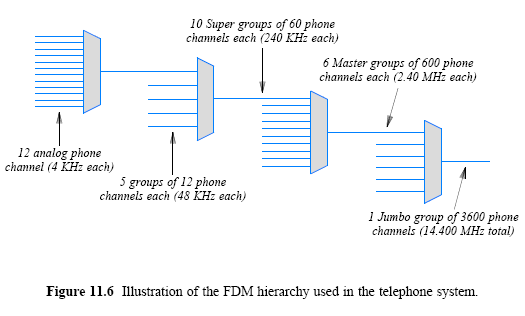 10 Super groups of 60 phone
channels each (240 KHz each)
6 Master groups of 600 phone
channels each (2.40 MHz each)
12 analog phone
channel (4 KHz each)
5 groups of 12 phone
channels each (48 KHz each)
1 Jumbo group of 3600 phone
channels (14.400 MHz total)
Figure 11.6 Illustration of the FDM hierarchy used in the telephone system.